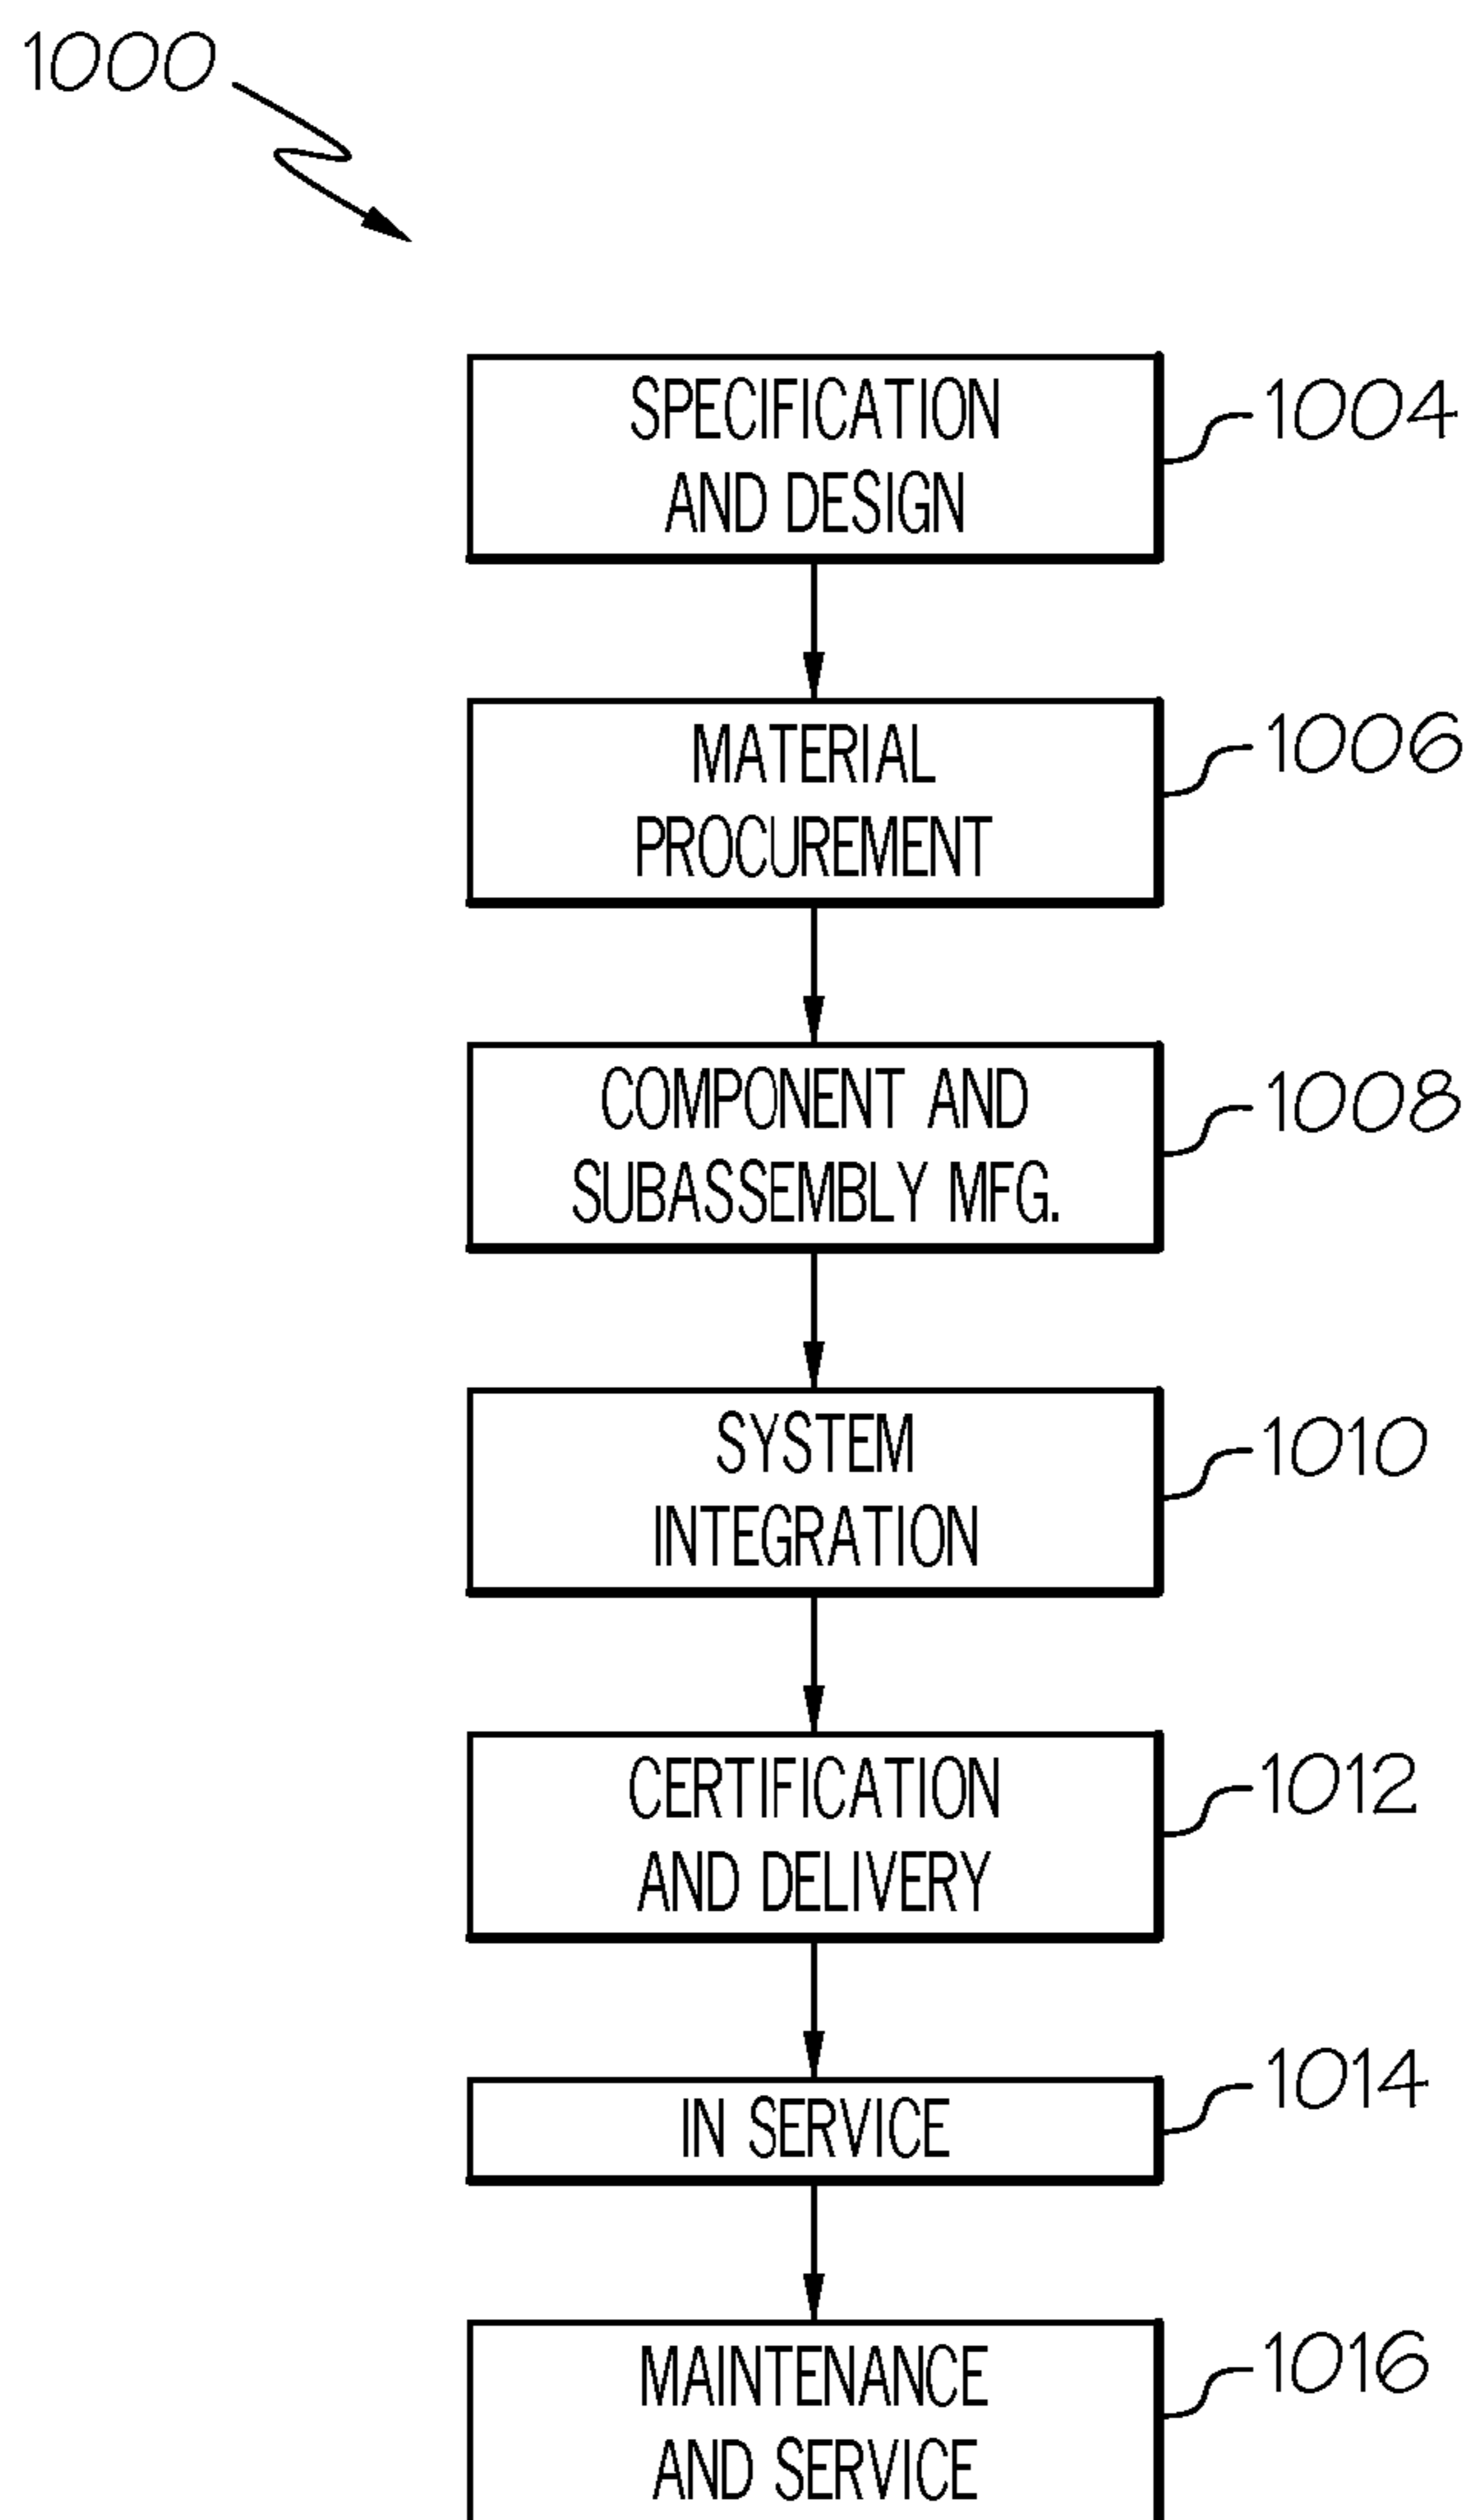 1000
SPECIFICATION
AND DESIGN
1004
MATERIAL
PROCUREMENT
1006
COMPONENT AND
SUBASSEMBLY MFG.
1008
SYSTEM
INTEGRATION
1010
CERTIFICATION
AND DELIVERY
1012
IN SERVICE
1014
MAINTENANCE
AND SERVICE
1016